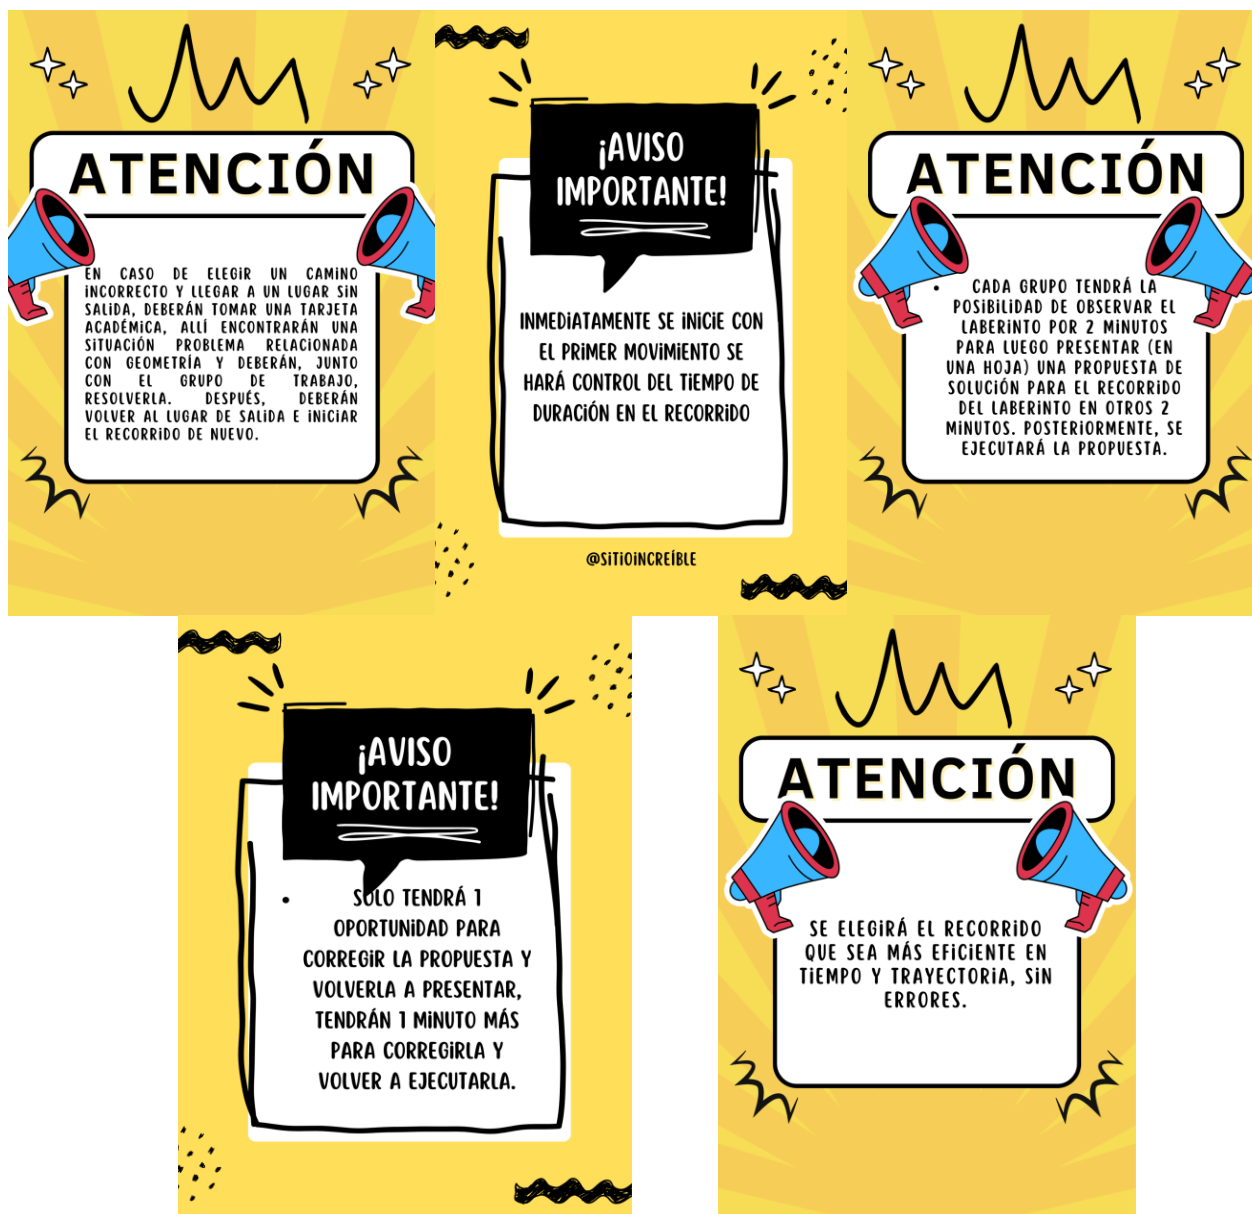 ATENCIÓN
EN CASO DE ELEGIR UN CAMINO
INCORRECTO Y LLEGAR A UN LUGAR SIN
SALIDA, DEBERÁN TOMAR UNA TARJETA
ACADÉMICA, ALLÍ ENCONTRARÁN UNA
SITUACIÓN PROBLEMA RELACIONADA
CON GEOMETRÍA Y DEBERÁN, JUNTO
CON EL GRUPO DE TRABAJO,
RESOLVERLA. DESPUÉS, DEBERÁN
VOLVER AL LUGAR DE SALIDA E INICIAR
EL RECORRIDO DE NUEVO.
¡AVISO
IMPORTANTE!
INMEDIATAMENTE SE INICIE CON
EL PRIMER MOVIMIENTO SE
HARÁ CONTROL DEL TIEMPO DE
DURACIÓN EN EL RECORRIDO
@SITIOINCREÍBLE
ATENCIÓN
• CADA GRUPO TENDRÁ LA
POSIBILIDAD DE OBSERVAR EL
LABERINTO POR 2 MINUTOS
PARA LUEGO PRESENTAR (EN
UNA HOJA) UNA PROPUESTA DE
SOLUCIÓN PARA EL RECORRIDO
DEL LABERINTO EN OTROS 2
MINUTOS. POSTERIORMENTE, SE
EJECUTARÁ LA PROPUESTA.
¡AVISO
IMPORTANTE!
• SOLO TENDRÁ 1
OPORTUNIDAD PARA
CORREGIR LA PROPUESTA Y
VOLVERLA A PRESENTAR,
TENDRÁN 1 MINUTO MÁS
PARA CORREGIRLA Y
VOLVER A EJECUTARLA.
ATENCIÓN
SE ELEGIRÁ EL RECORRIDO
QUE SEA MÁS EFICIENTE EN
TIEMPO Y TRAYECTORIA, SIN
ERRORES.